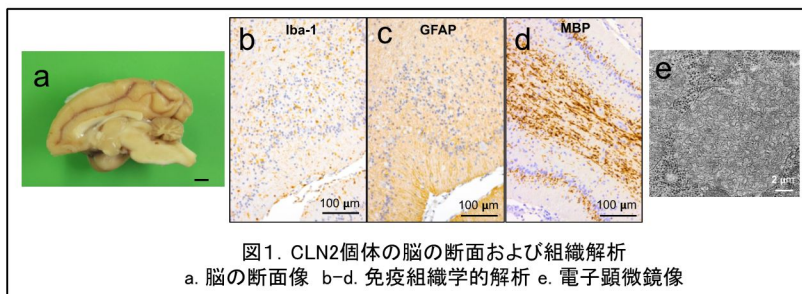 a
b
Iba-1
100 μm
c
GFAP
100 μm
d
MBP
100 μm
e
2 μm
図1. CLN2個体の脳の断面および組織解析
a. 脳の断面像 b-d. 免疫組織学的解析 e. 電子顕微鏡像